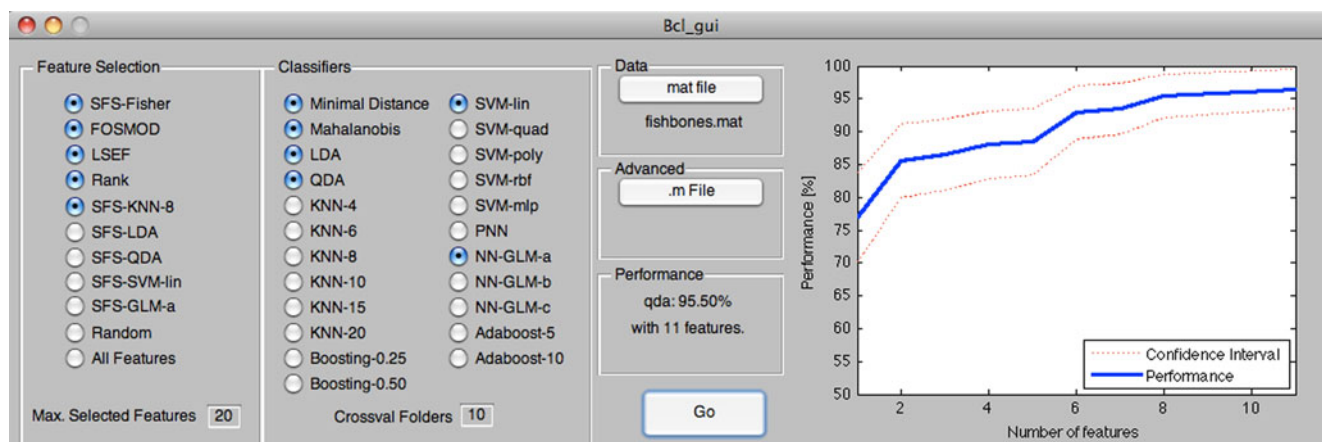 Bcl_gui
Feature Selection
SFS-Fisher
FOSMOD
LSEF
Rank
SFS-KNN-8
SFS-LDA
SFS-QDA
SFS-SVM-lin
SFS-GLM-a
Random
All Features
Max. Selected Features 20
Classifiers
Minimal Distance
Mahalanobis
LDA
QDA
KNN-4
KNN-6
KNN-8
KNN-10
KNN-15
KNN-20
Boosting-0.25
Boosting-0.50
SVM-lin
SVM-quad
SVM-poly
SVM-rbf
SVM-mlp
PNN
NN-GLM-a
NN-GLM-b
NN-GLM-c
Adaboost-5
Adaboost-10
Crossval Folders 10
Data
mat file
fishbones.mat
Advanced
.m File
Performance
qda: 95.50%
with 11 features.
Go
Performance [%]
100
95
90
85
80
75
70
65
60
55
50
Confidence Interval
Performance
2 4 6 8 10
Number of features